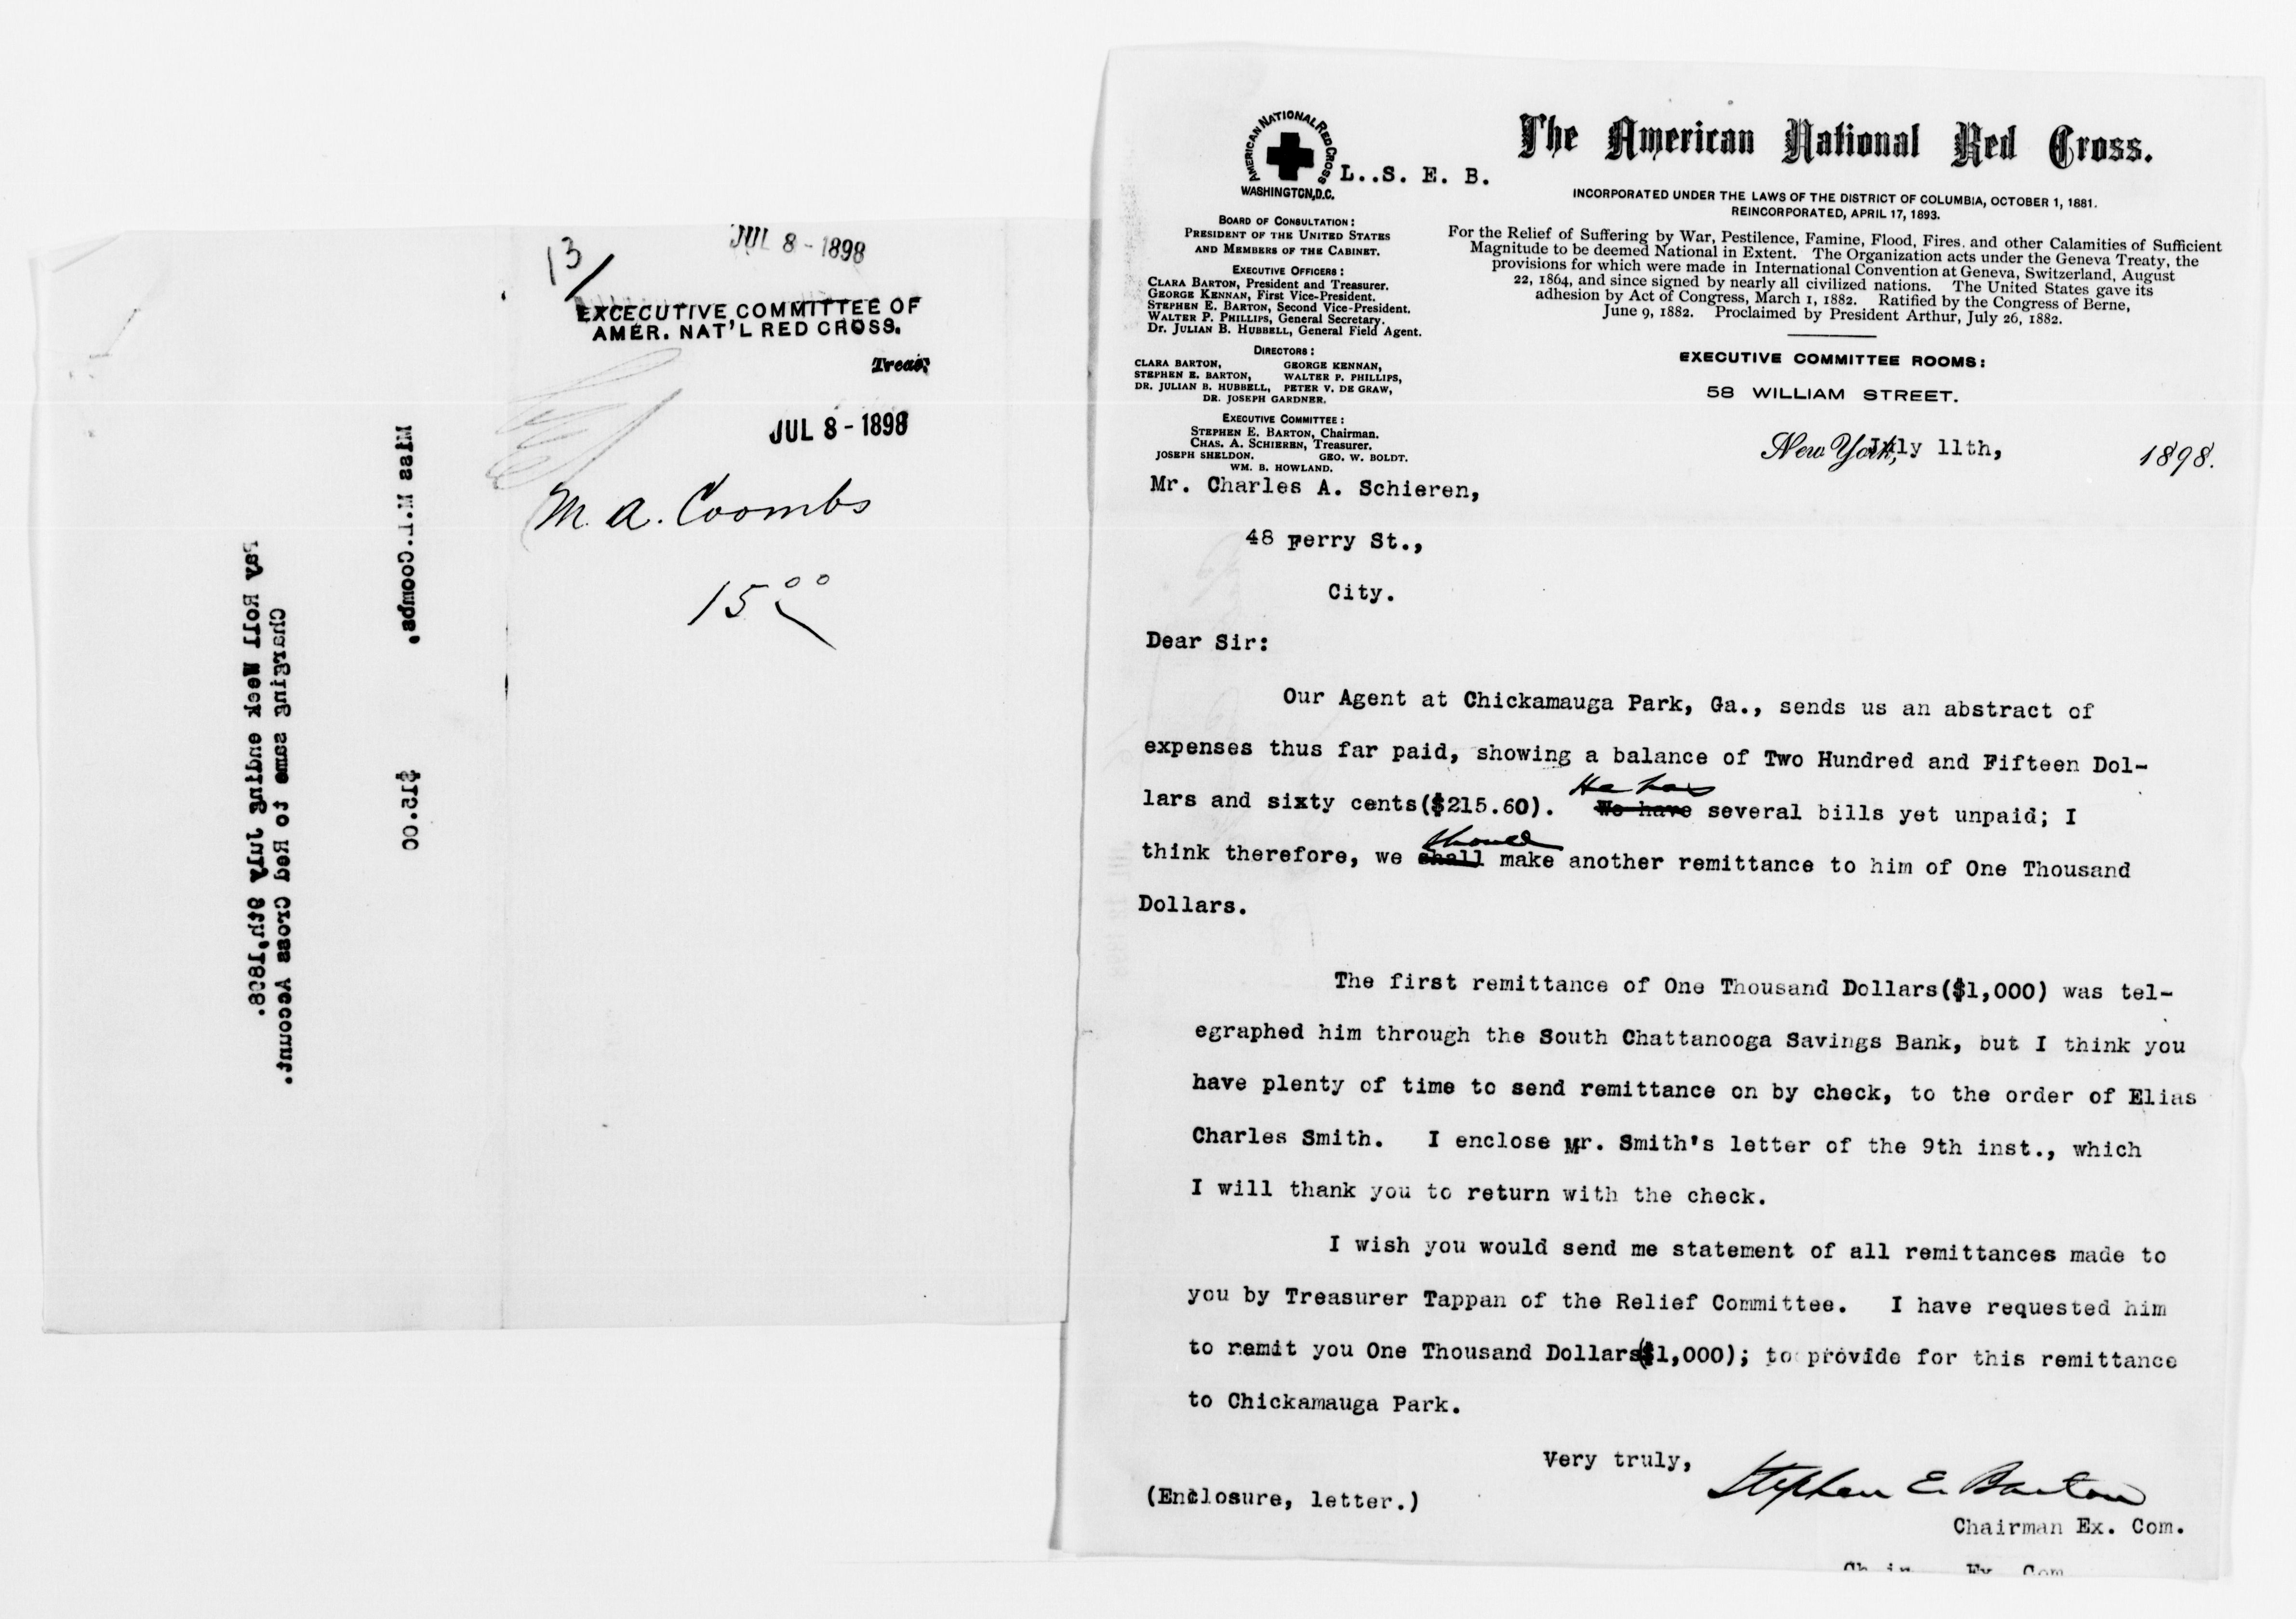 13/
JUL 8 - 1898
EXCECUTIVE COMMITTEE OF
AMER. NAT'L RED CROSS.
Treas.
JUL 8 - 1898
M. A. Coombs
15 00
Miss M.L.Coombs, $15.00
Charging same to Red Cross Account.
Pay Roll Week ending July 9th,1898.
AMERICAN NATIONAL RED CROSS
WASHINGTON, D.C.
L..S. E. B.
The American National Red Cross.
INCORPORATED UNDER THE LAWS OF THE DISTRICT OF COLUMBIA, OCTOBER 1, 1881.
REINCORPORATED, APRIL 17, 1893.
For the Relief of Suffering by War, Pestilence, Famine, Flood, Fires, and other Calamities of Sufficient
Magnitude to be deemed National in Extent. The Organization acts under the Geneva Treaty, the
provisions for which were made in International Convention at Geneva, Switzerland, August
22, 1864, and since signed by nearly all civilized nations. The United States gave its
adhesion by Act of Congress, March 1, 1882. Ratified by the Congress of Berne,
June 9, 1882. Proclaimed by President Arthur, July 26, 1882.
BOARD OF CONSULTATION:
PRESIDENT OF THE UNITED STATES
AND MEMBERS OF THE CABINET.
EXECUTIVE OFFICERS:
CLARA BARTON, President and Treasurer.
GEORGE KENNAN, First Vice-President.
STEPHEN E. BARTON, Second Vice-President.
WALTER P. PHILLIPS, General Secretary.
DR. JULIAN B. HUBBELL, General Field Agent.
DIRECTORS:
CLARA BARTON, GEORGE KENNAN,
STEPHEN E. BARTON, WALTER P. PHILLIPS,
DR. JULIAN B. HUBBELL, PETER V. DE GRAW,
DR. JOSEPH GARDNER.
EXECUTIVE COMMITTEE:
STEPHEN E. BARTON, Chairman.
CHAS. A. SCHIEREN, Treasurer.
JOSEPH SHELDON. GEO. W. BOLDT.
WM. B. HOWLAND.
EXECUTIVE COMMITTEE ROOMS:
58 WILLIAM STREET.
New York, July 11th, 1898.
Mr. Charles A. Schieren,
48 Ferry St.,
City.
Dear Sir:
Our Agent at Chickamauga Park, Ga., sends us an abstract of
expenses thus far paid, showing a balance of Two Hundred and Fifteen Dol-
He has
lars and sixty cents($215.60). We have several bills yet unpaid; I
should
think therefore, we shall make another remittance to him of One Thousand
Dollars.
The first remittance of One Thousand Dollars($1,000) was tel-
egraphed him through the South Chattanooga Savings Bank, but I think you
have plenty of time to send remittance on by check, to the order of Elias
Charles Smith. I enclose Mr. Smith's letter of the 9th inst., which
I will thank you to return with the check.
I wish you would send me statement of all remittances made to
you by Treasurer Tappan of the Relief Committee. I have requested him
to remit you One Thousand Dollars($1,000); to provide for this remittance
to Chickamauga Park.
Very truly,
Stephen E. Barton
(Enclosure, letter.)
Chairman Ex. Com.